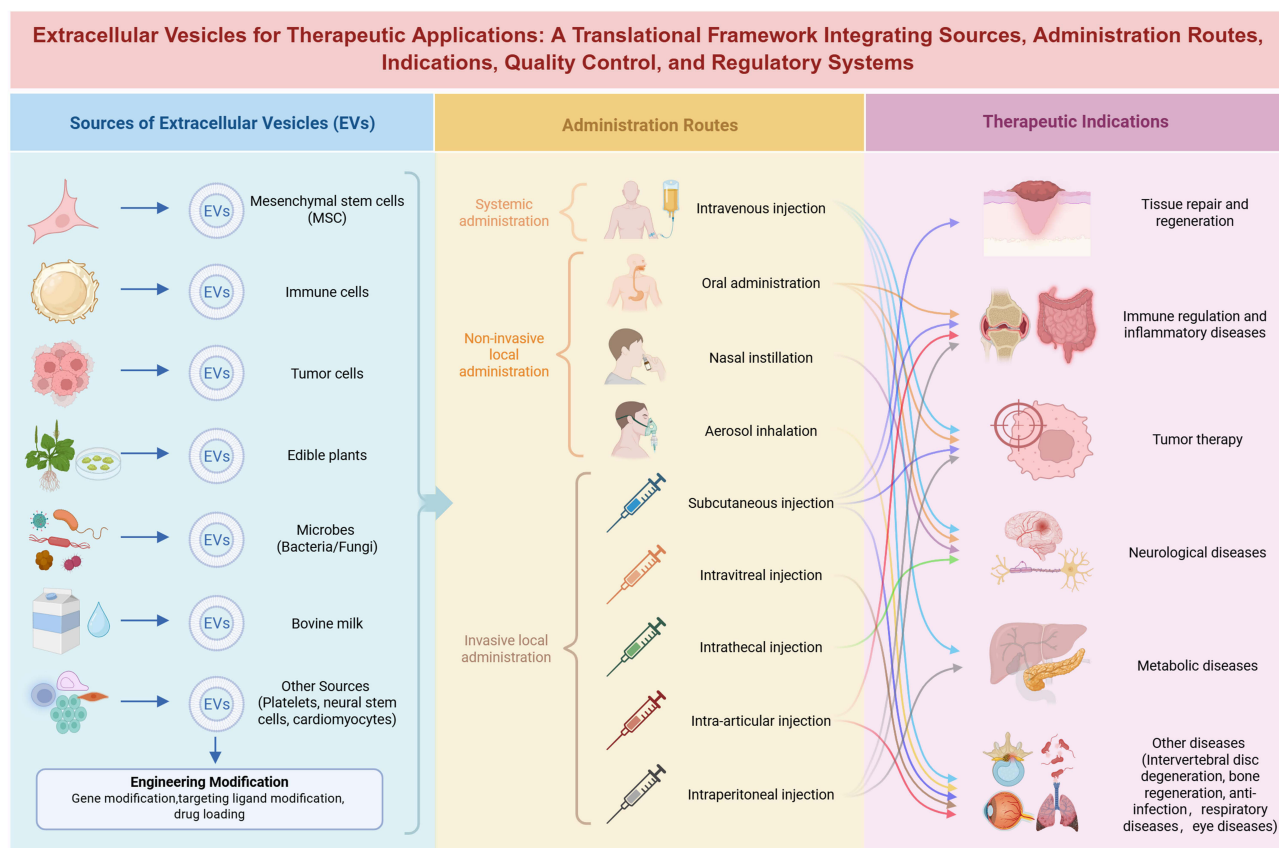 Extracellular Vesicles for Therapeutic Applications: A Translational Framework Integrating Sources, Administration Routes,
Indications, Quality Control, and Regulatory Systems
Sources of Extracellular Vesicles (EVs)
EVs
Mesenchymal stem cells
(MSC)
EVs
Immune cells
EVs
Tumor cells
EVs
Edible plants
EVs
Microbes
(Bacteria/Fungi)
EVs
Bovine milk
EVs
Other Sources
(Platelets, neural stem
cells, cardiomyocytes)
Engineering Modification
Gene modification,targeting ligand modification,
drug loading
Administration Routes
Systemic
administration
Intravenous injection
Non-invasive
local
administration
Oral administration
Nasal instillation
Aerosol inhalation
Invasive local
administration
Subcutaneous injection
Intravitreal injection
Intrathecal injection
Intra-articular injection
Intraperitoneal injection
Therapeutic Indications
Tissue repair and
regeneration
Immune regulation and
inflammatory diseases
Tumor therapy
Neurological diseases
Metabolic diseases
Other diseases
(Intervertebral disc
degeneration, bone
regeneration, anti-
infection，respiratory
diseases，eye diseases)